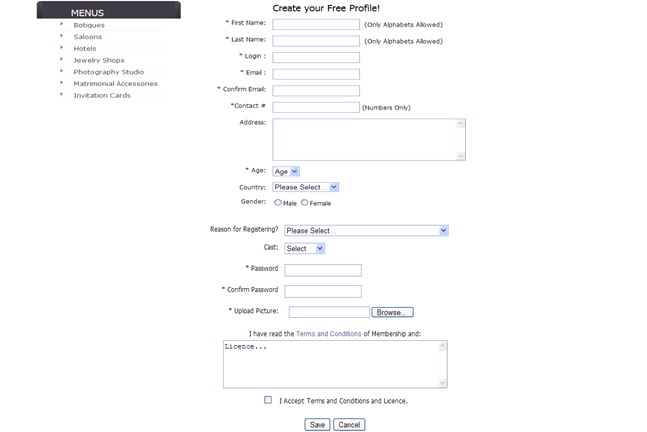 MENUS
Botiques
Saloons
Hotels
Jewelry Shops
Photography Studio
Matrimonial Accessories
Invitation Cards
Create your Free Profile!
* First Name: (Only Alphabets Allowed)
* Last Name: (Only Alphabets Allowed)
* Login :
* Email :
* Confirm Email:
*Contact # (Numbers Only)
Address:
* Age: Age
Country: Please Select...
Gender: Male Female
Reason for Registering? Please Select...
Cast: Select
* Password
* Confirm Password
* Upload Picture: Browse...
I have read the Terms and Conditions of Membership and:
Licence...
I Accept Terms and Conditions and Licence.
Save Cancel